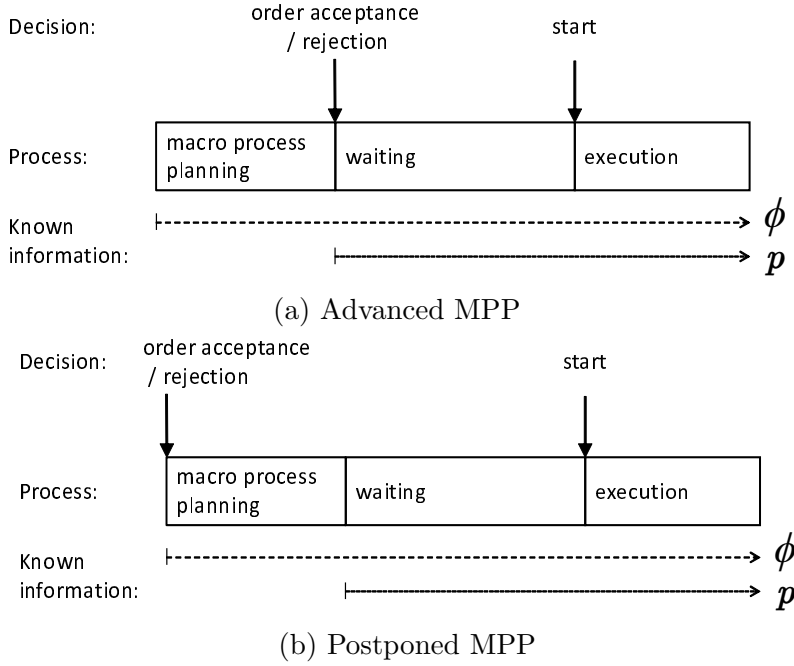 Decision:
order acceptance
/ rejection
start
Process:
macro process
planning
waiting
execution
Known
information:
ϕ
p
(a) Advanced MPP
Decision:
order acceptance
/ rejection
start
Process:
macro process
planning
waiting
execution
Known
information:
ϕ
p
(b) Postponed MPP